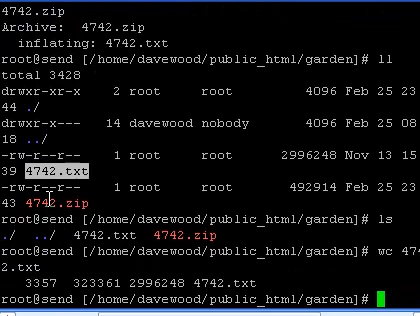 4742.zip
Archive:  4742.zip
  inflating: 4742.txt
root@send [/home/davewood/public_html/garden]# ll
total 3428
drwxr-xr-x    2 root     root         4096 Feb 25 23
44 ./
drwxr-x---   14 davewood nobody       4096 Feb 25 08
18 ../
-rw-r--r--    1 root     root      2996248 Nov 13 15
39 4742.txt
-rw-r--r--    1 root     root       492914 Feb 25 23
43 4742.zip
root@send [/home/davewood/public_html/garden]# ls
./  ../  4742.txt  4742.zip
root@send [/home/davewood/public_html/garden]# wc 474
2.txt
   3357  323361 2996248 4742.txt
root@send [/home/davewood/public_html/garden]#